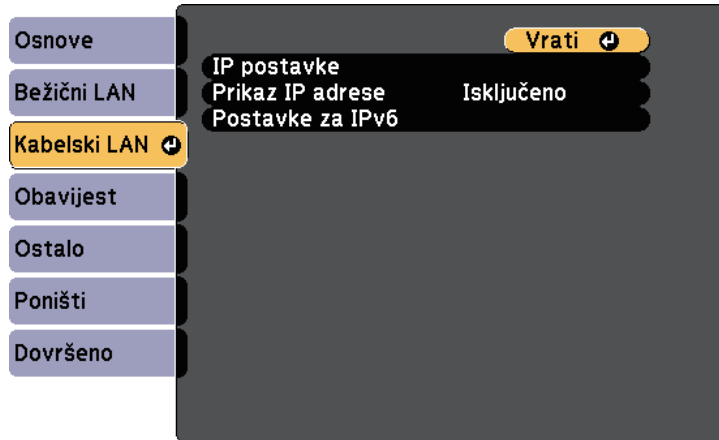 Osnove
Bežični LAN
Kabelski LAN
Obavijest
Ostalo
Poništi
Dovršeno
Vrati
IP postavke
Prikaz IP adrese Isključeno
Postavke za IPv6